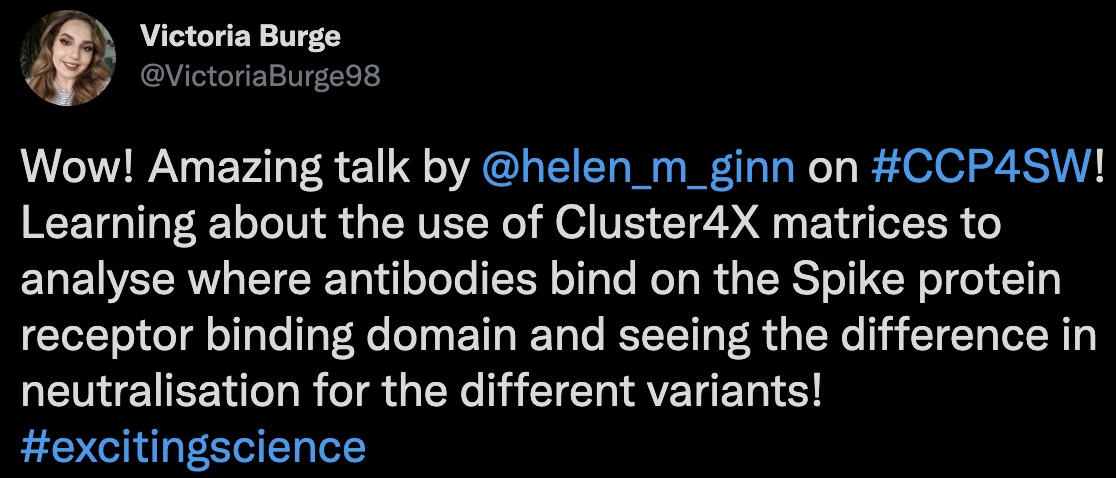 Victoria Burge
@VictoriaBurge98
Wow! Amazing talk by @helen_m_ginn on #CCP4SW!
Learning about the use of Cluster4X matrices to
analyse where antibodies bind on the Spike protein
receptor binding domain and seeing the difference in
neutralisation for the different variants!
#excitingscience